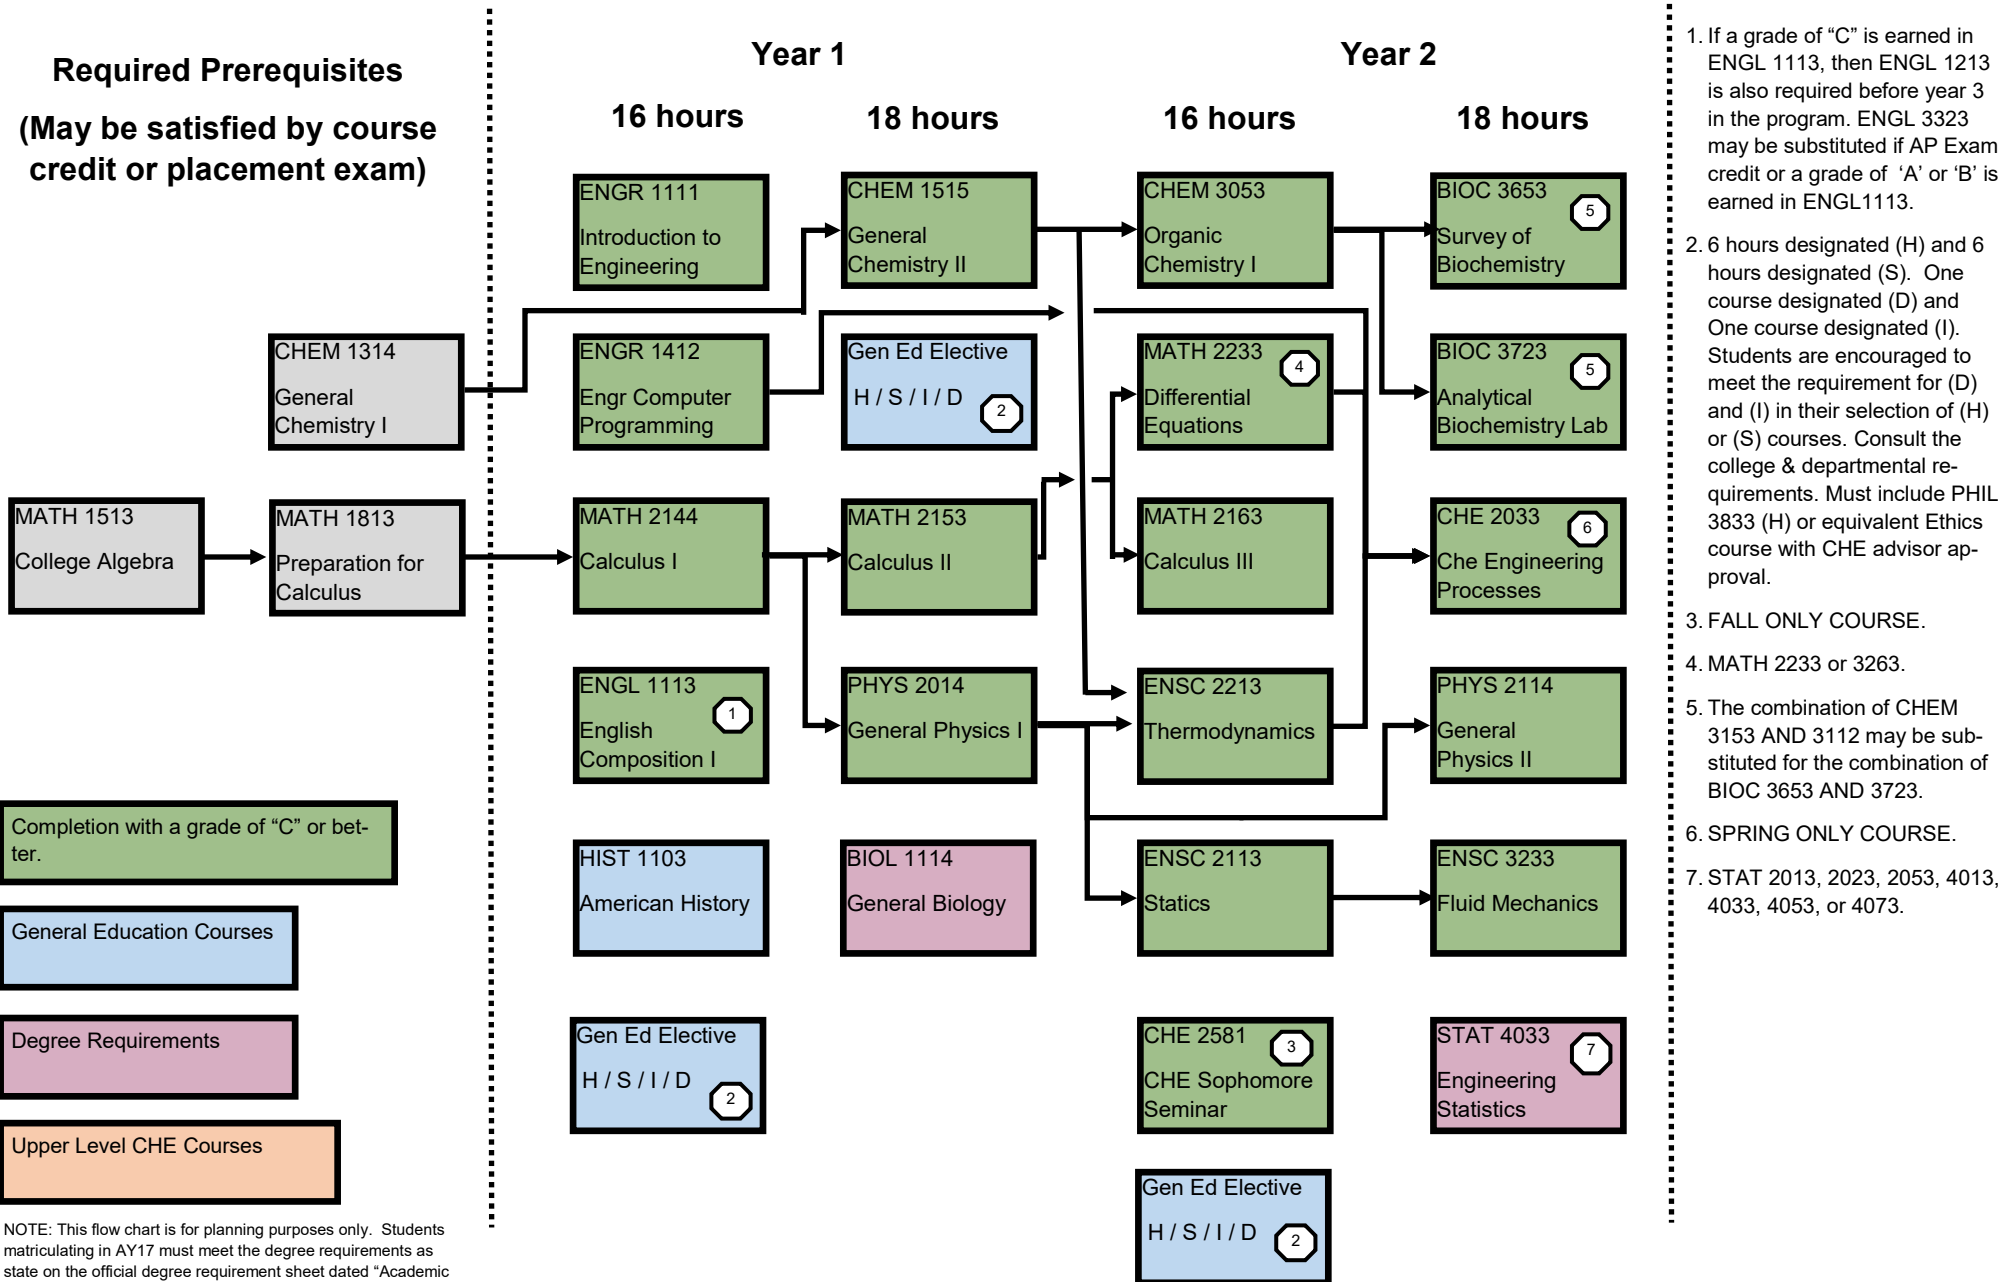 Required Prerequisites
(May be satisfied by course
credit or placement exam)
CHEM 1314
General
Chemistry I
MATH 1513
College Algebra
MATH 1813
Preparation for
Calculus
Completion with a grade of “C” or bet-
ter.
General Education Courses
Degree Requirements
Upper Level CHE Courses
NOTE: This flow chart is for planning purposes only.  Students
matriculating in AY17 must meet the degree requirements as
state on the official degree requirement sheet dated “Academic
Year 1
16 hours
ENGR 1111
Introduction to
Engineering
ENGR 1412
Engr Computer
Programming
MATH 2144
Calculus I
ENGL 1113
1
English
Composition I
HIST 1103
American History
Gen Ed Elective
H / S / I / D
2
18 hours
CHEM 1515
General
Chemistry II
Gen Ed Elective
H / S / I / D
2
MATH 2153
Calculus II
PHYS 2014
General Physics I
BIOL 1114
General Biology
Year 2
16 hours
CHEM 3053
Organic
Chemistry I
MATH 2233
4
Differential
Equations
MATH 2163
Calculus III
ENSC 2213
Thermodynamics
ENSC 2113
Statics
CHE 2581
3
CHE Sophomore
Seminar
Gen Ed Elective
H / S / I / D
2
18 hours
BIOC 3653
5
Survey of
Biochemistry
BIOC 3723
5
Analytical
Biochemistry Lab
CHE 2033
6
Che Engineering
Processes
PHYS 2114
General
Physics II
ENSC 3233
Fluid Mechanics
STAT 4033
7
Engineering
Statistics
1. If a grade of “C” is earned in
ENGL 1113, then ENGL 1213
is also required before year 3
in the program. ENGL 3323
may be substituted if AP Exam
credit or a grade of  ‘A’ or ‘B’ is
earned in ENGL1113.
2. 6 hours designated (H) and 6
hours designated (S).  One
course designated (D) and
One course designated (I).
Students are encouraged to
meet the requirement for (D)
and (I) in their selection of (H)
or (S) courses. Consult the
college & departmental re-
quirements. Must include PHIL
3833 (H) or equivalent Ethics
course with CHE advisor ap-
proval.
3. FALL ONLY COURSE.
4. MATH 2233 or 3263.
5. The combination of CHEM
3153 AND 3112 may be sub-
stituted for the combination of
BIOC 3653 AND 3723.
6. SPRING ONLY COURSE.
7. STAT 2013, 2023, 2053, 4013,
4033, 4053, or 4073.